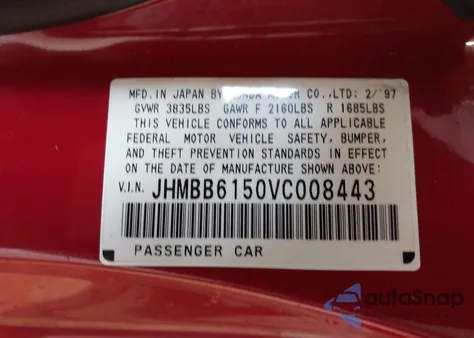 MFD. IN JAPAN BY HONDA MOTOR CO.,LTD: 2/'97
GVWR 3835LBS GAWR F 2160LBS R 1685LBS
THIS VEHICLE CONFORMS TO ALL APPLICABLE
FEDERAL MOTOR VEHICLE SAFETY, BUMPER,
AND THEFT PREVENTION STANDARDS IN EFFECT
ON THE DATE OF MANUFACTURE SHOWN ABOVE:
V.I.N. JHMBB6150VC008443
PASSENGER CAR
autoSnap